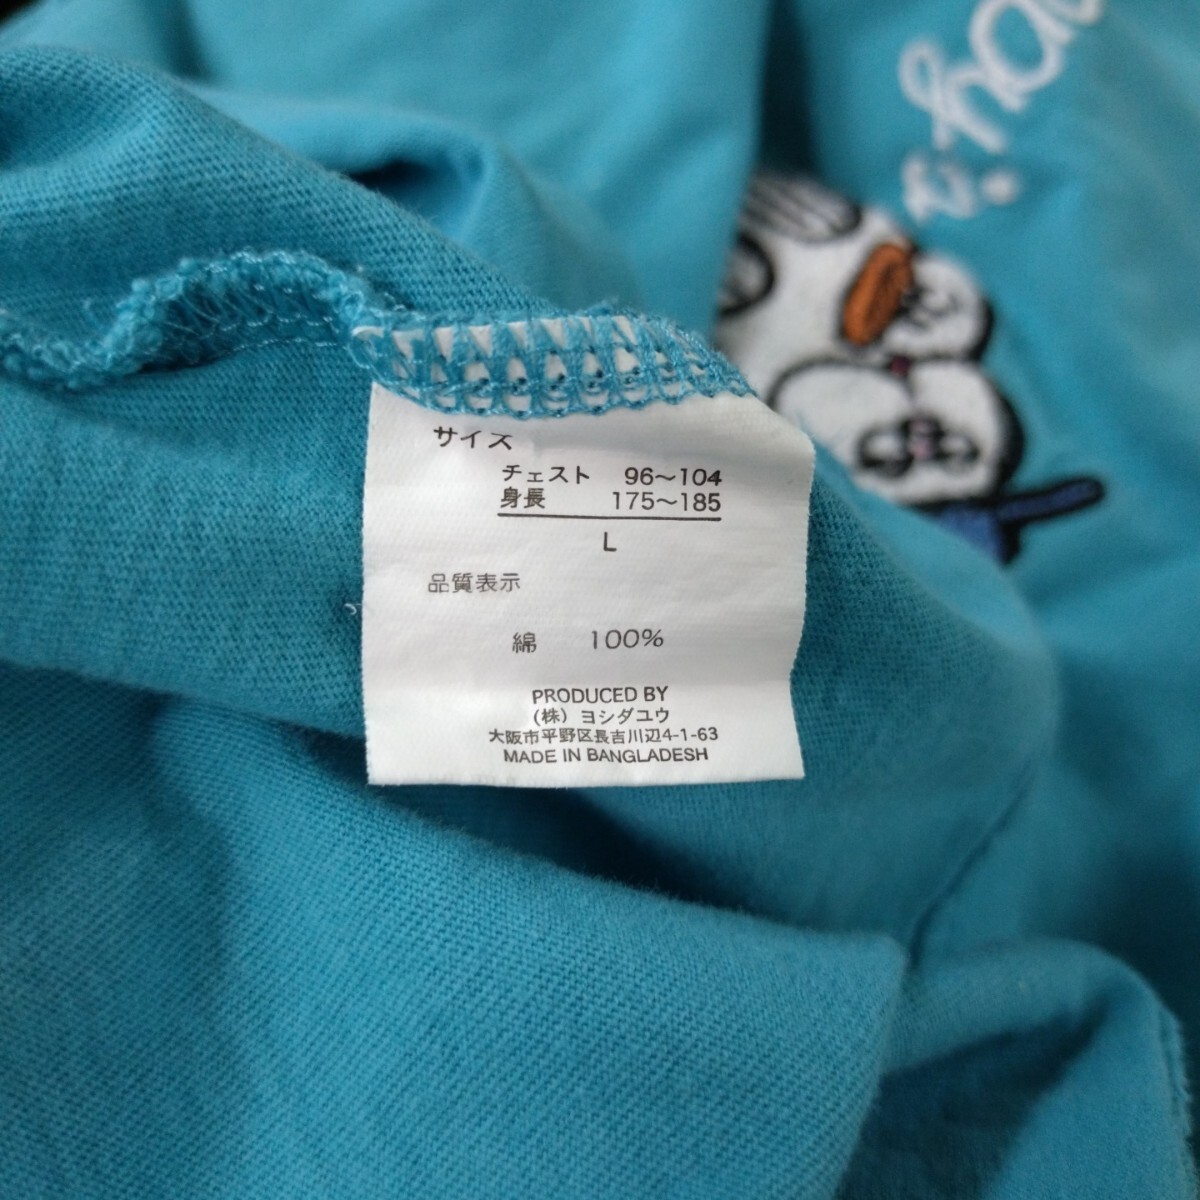 サイズ
チェスト 96〜104
身長 175〜185
L
品質表示
綿 100%
PRODUCED BY
(株) ヨシダユウ
大阪市平野区長吉川辺4-1-63
MADE IN BANGLADESH